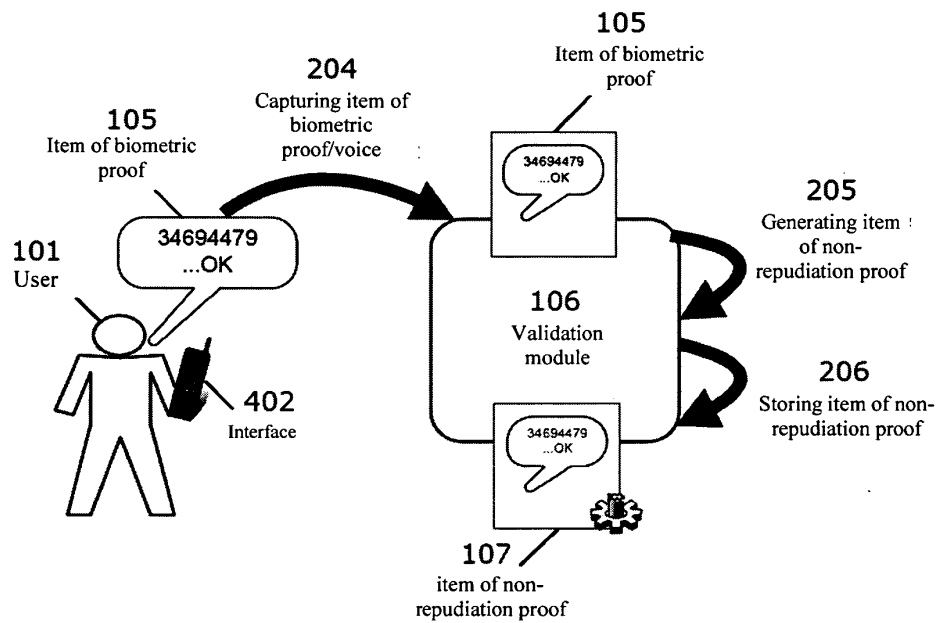 105
Item of biometric
proof
204
Capturing item of
biometric
proof/voice
105
Item of biometric
proof
34694479
...OK
101
User
34694479
...OK
402
Interface
106
Validation
module
205
Generating item
of non-
repudiation proof
206
Storing item of non-
repudiation proof
34694479
...OK
107
item of non-
repudiation proof